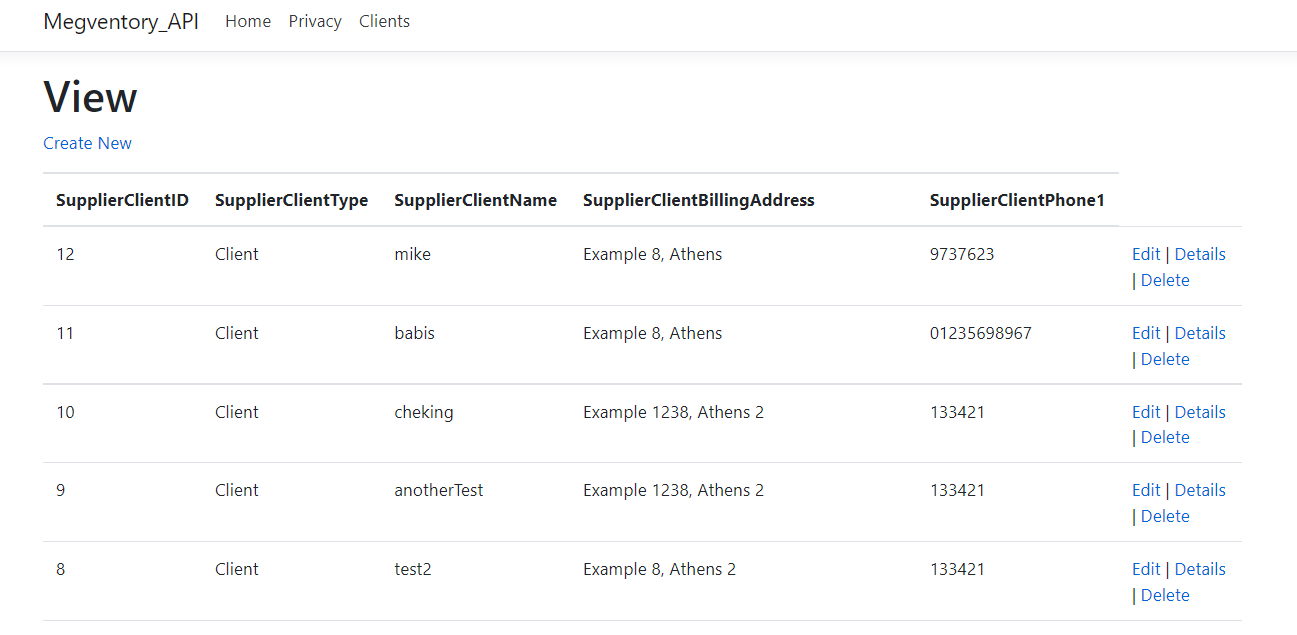 Megventory_API Home Privacy Clients
View
Create New
SupplierClientID SupplierClientType SupplierClientName SupplierClientBillingAddress SupplierClientPhone1
12 Client mike Example 8, Athens 9737623 Edit | Details
| Delete
11 Client babis Example 8, Athens 01235698967 Edit | Details
| Delete
10 Client cheking Example 1238, Athens 2 133421 Edit | Details
| Delete
9 Client anotherTest Example 1238, Athens 2 133421 Edit | Details
| Delete
8 Client test2 Example 8, Athens 2 133421 Edit | Details
| Delete